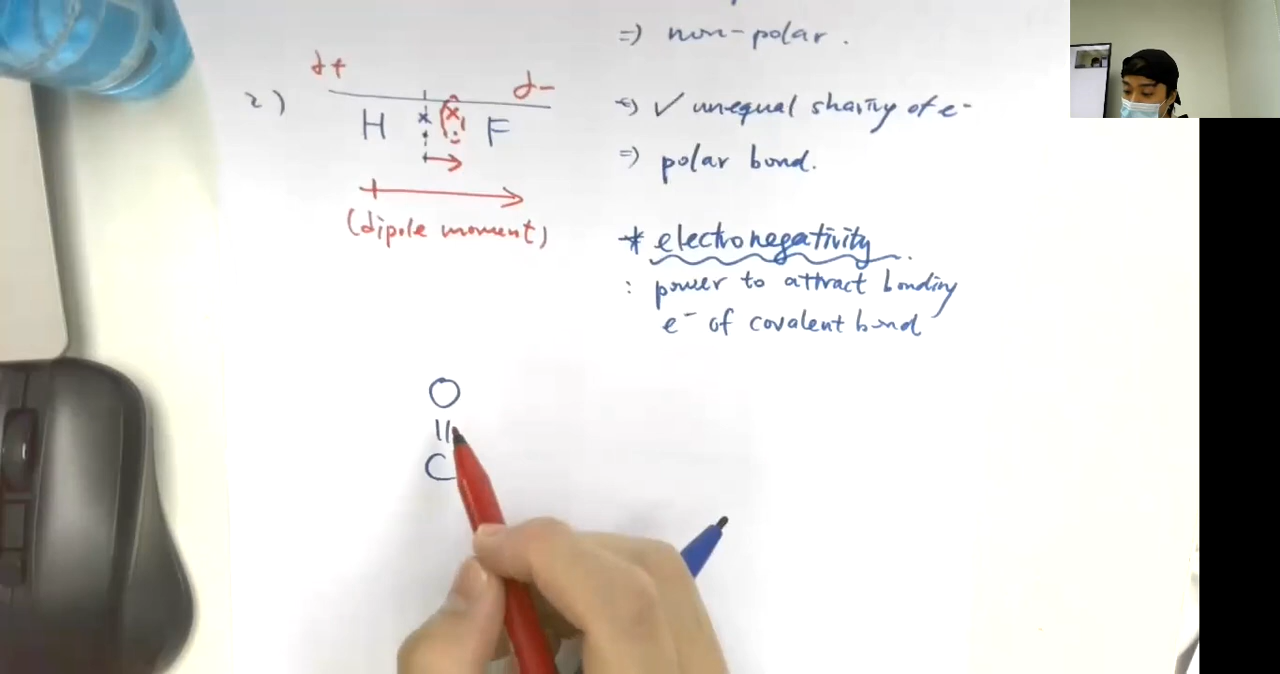 =) non-polar.
δ+ δ-
2) H x x F
=) ✓ unequal sharing of e-
=) polar bond.
(dipole moment)
* electronegativity.
: power to attract bonding
e- of covalent bond
O
||
C